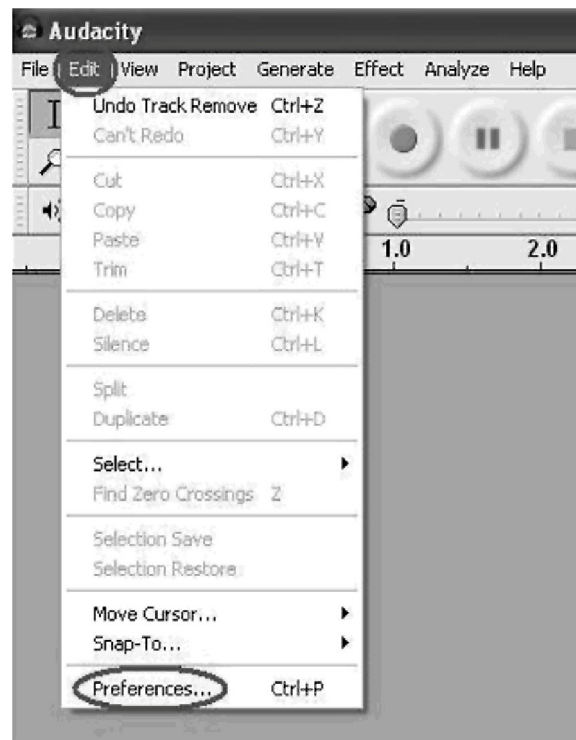 Audacity
File Edit View Project Generate Effect Analyze Help
Undo Track Remove Ctrl+Z
Can't Redo Ctrl+Y
Cut Ctrl+X
Copy Ctrl+C
Paste Ctrl+V
Trim Ctrl+T
1.0 2.0
Delete Ctrl+K
Silence Ctrl+L
Split
Duplicate Ctrl+D
Select...
Find Zero Crossings Z
Selection Save
Selection Restore
Move Cursor...
Snap-To...
Preferences... Ctrl+P